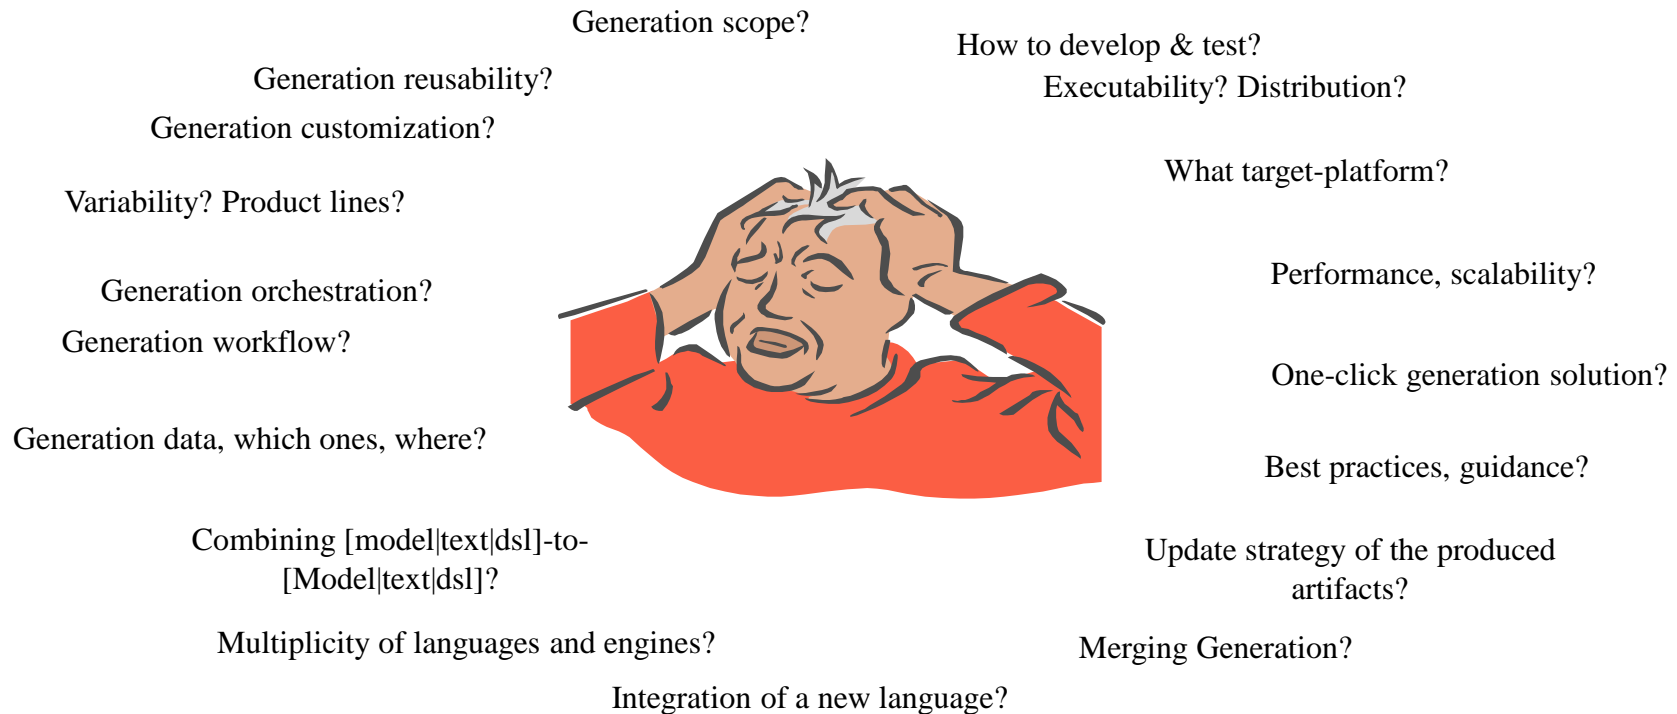 Generation scope?
How to develop & test?
Generation reusability?
Executability? Distribution?
Generation customization?
What target-platform?
Variability? Product lines?
Performance, scalability?
Generation orchestration?
Generation workflow?
One-click generation solution?
Generation data, which ones, where?
Best practices, guidance?
Combining [model|text|dsl]-to-
[Model|text|dsl]?
Update strategy of the produced
artifacts?
Multiplicity of languages and engines?
Merging Generation?
Integration of a new language?